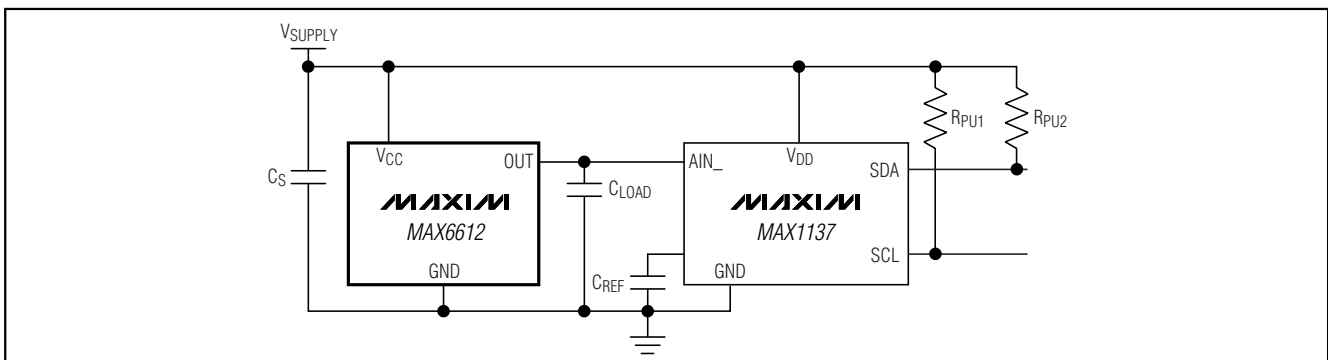 VSUPPLY
CS
VCC
OUT
MAXIM
MAX6612
GND
CLOAD
CREF
AIN_
VDD
MAXIM
MAX1137
GND
SDA
SCL
RPU1
RPU2